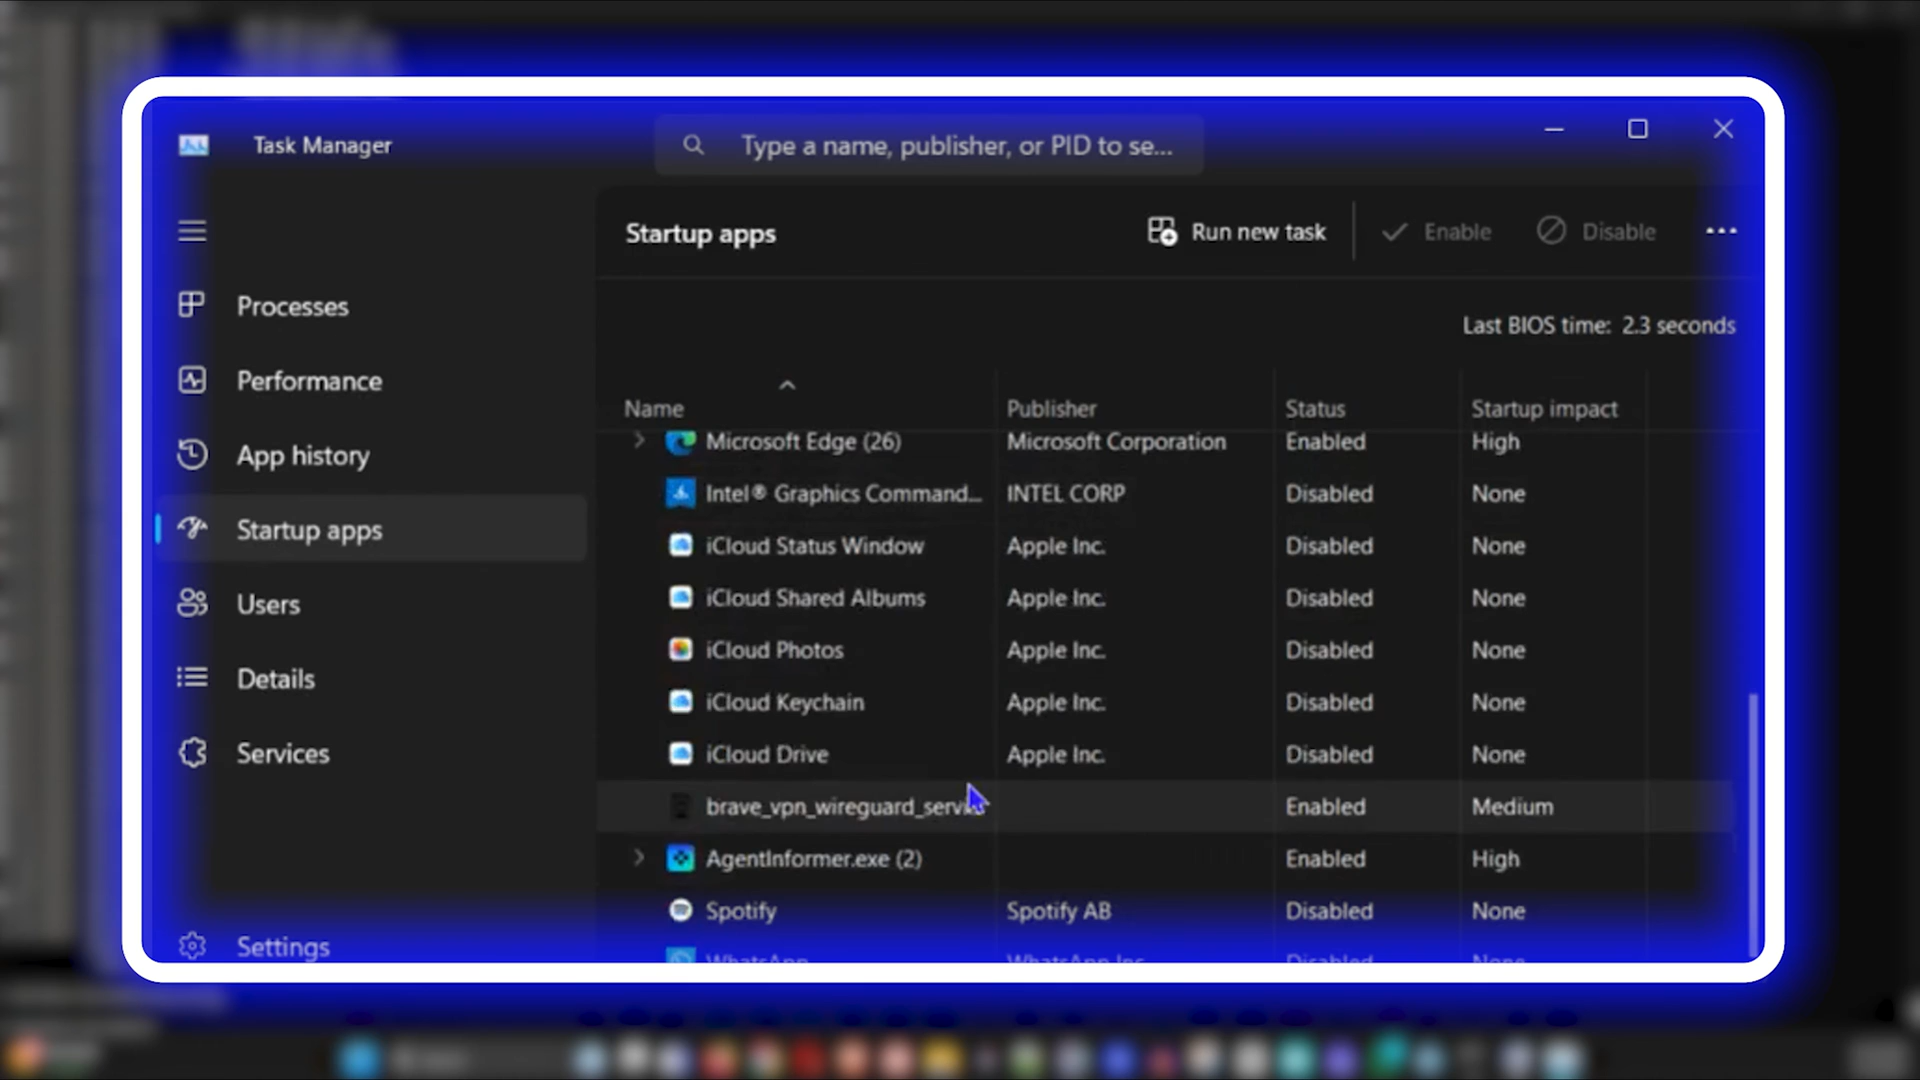 Task Manager
Type a name, publisher, or PID to se...
Startup apps
Run new task
Enable
Disable
Processes
Performance
App history
Startup apps
Users
Details
Services
Settings
Last BIOS time: 2.3 seconds
Name Publisher Status Startup impact
Microsoft Edge (26) Microsoft Corporation Enabled High
Intel® Graphics Command... INTEL CORP Disabled None
iCloud Status Window Apple Inc. Disabled None
iCloud Shared Albums Apple Inc. Disabled None
iCloud Photos Apple Inc. Disabled None
iCloud Keychain Apple Inc. Disabled None
iCloud Drive Apple Inc. Disabled None
Enabled Medium
AgentInformer.exe (2) Enabled High
Spotify Spotify AB Disabled None
WhatsApp WhatsApp Inc. Disabled None